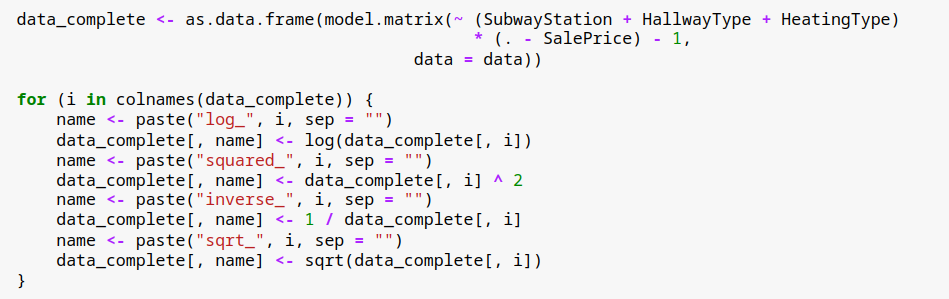 data_complete <- as.data.frame(model.matrix(~ (SubwayStation + HallwayType + HeatingType)
                                              * (. - SalePrice) - 1,
                                        data = data))

for (i in colnames(data_complete)) {
    name <- paste("log_", i, sep = "")
    data_complete[, name] <- log(data_complete[, i])
    name <- paste("squared_", i, sep = "")
    data_complete[, name] <- data_complete[, i] ^ 2
    name <- paste("inverse_", i, sep = "")
    data_complete[, name] <- 1 / data_complete[, i]
    name <- paste("sqrt_", i, sep = "")
    data_complete[, name] <- sqrt(data_complete[, i])
}